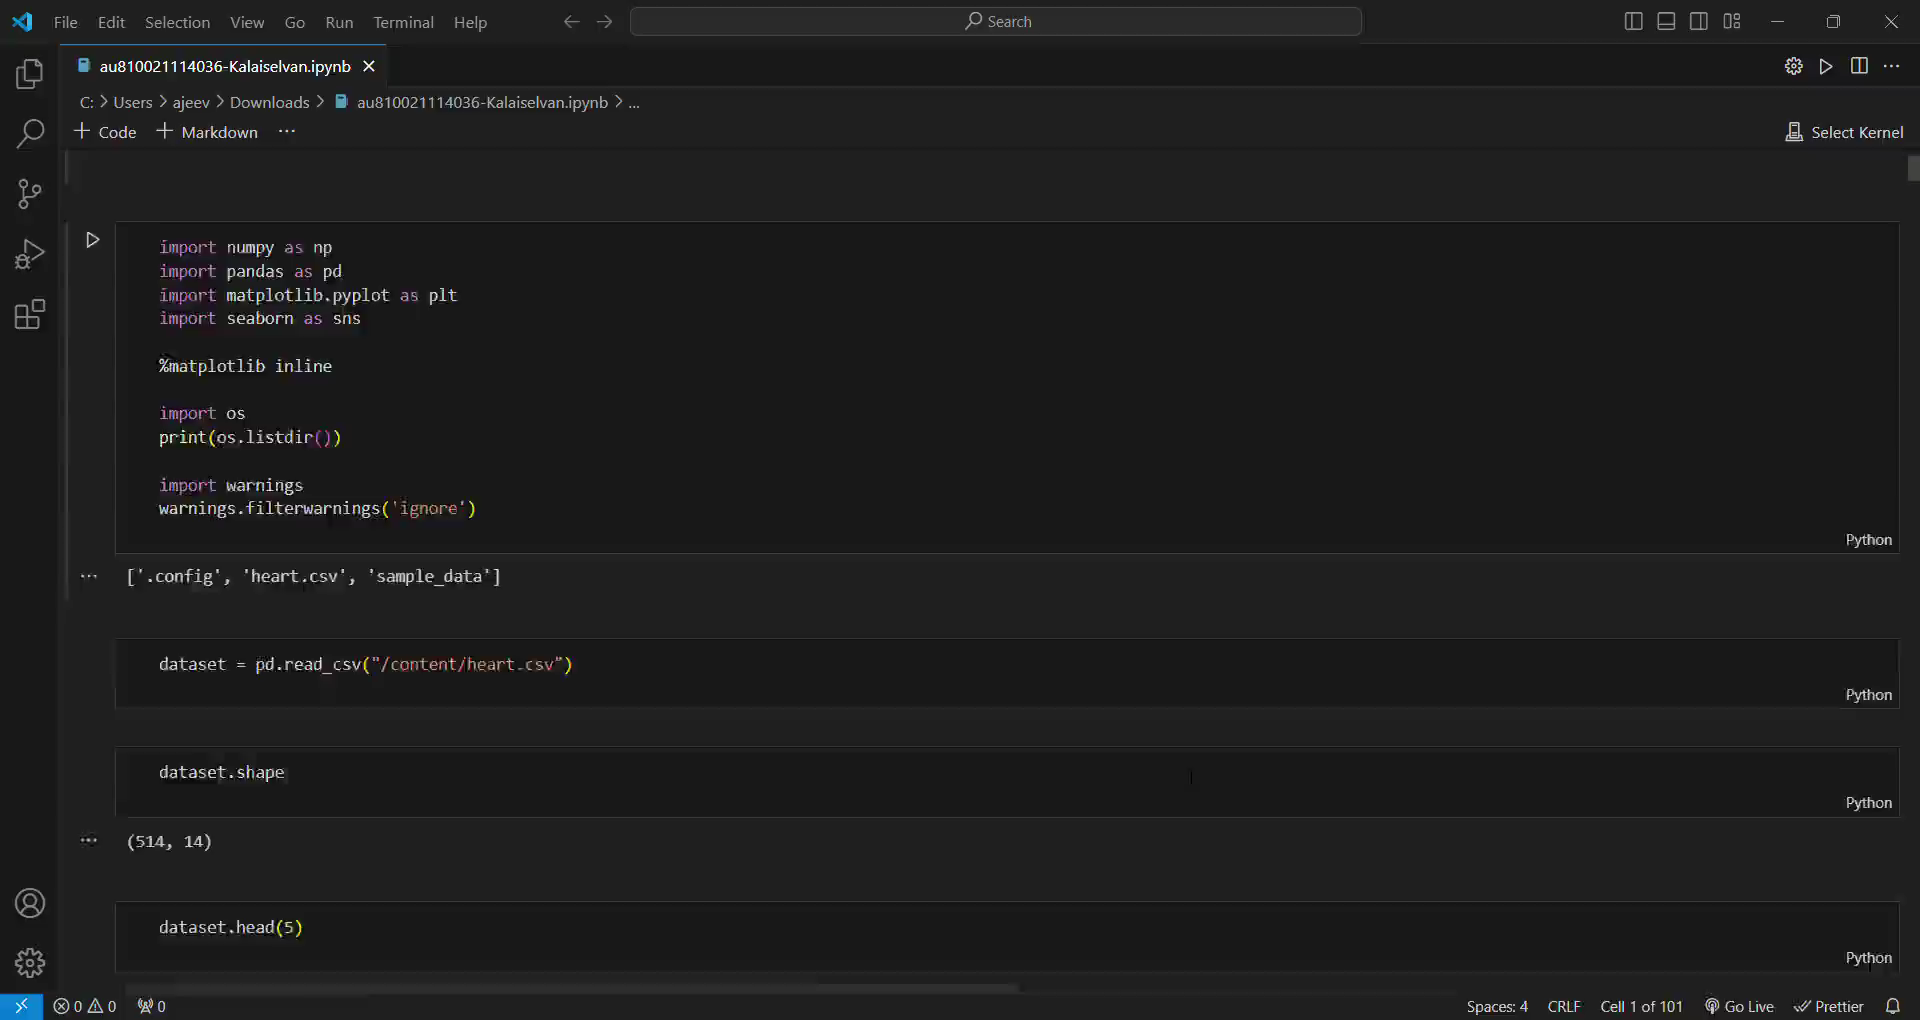 File Edit Selection View Go Run Terminal Help
Search
au810021114036-Kalaiselvan.ipynb
C: > Users > ajeev > Downloads > au810021114036-Kalaiselvan.ipynb > ...
+ Code + Markdown ...
Select Kernel
import numpy as np
import pandas as pd
import matplotlib.pyplot as plt
import seaborn as sns
%matplotlib inline
import os
print(os.listdir())
import warnings
warnings.filterwarnings('ignore')
Python
['.config', 'heart.csv', 'sample_data']
dataset = pd.read_csv("/content/heart.csv")
Python
dataset.shape
Python
(514, 14)
dataset.head(5)
Python
0 0 0 Spaces: 4 CRLF Cell 1 of 101 Go Live Prettier